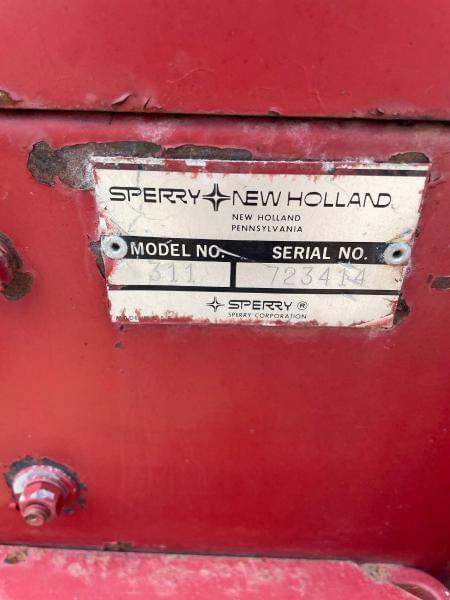 SPERRY NEW HOLLAND
NEW HOLLAND
PENNSYLVANIA
MODEL NO. SERIAL NO.
311 723414
SPERRY ®
SPERRY CORPORATION